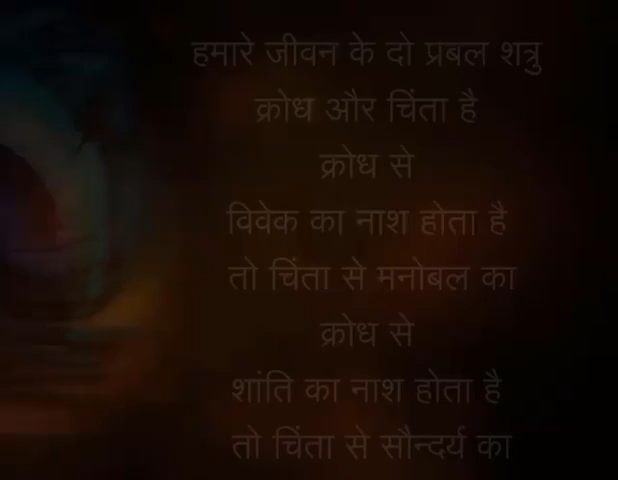 हमारे जीवन के दो प्रबल शत्रु
क्रोध और चिंता है
क्रोध से
विवेक का नाश होता है
तो चिंता से मनोबल का
क्रोध से
शांति का नाश होता है
तो चिंता से सौन्दर्य का